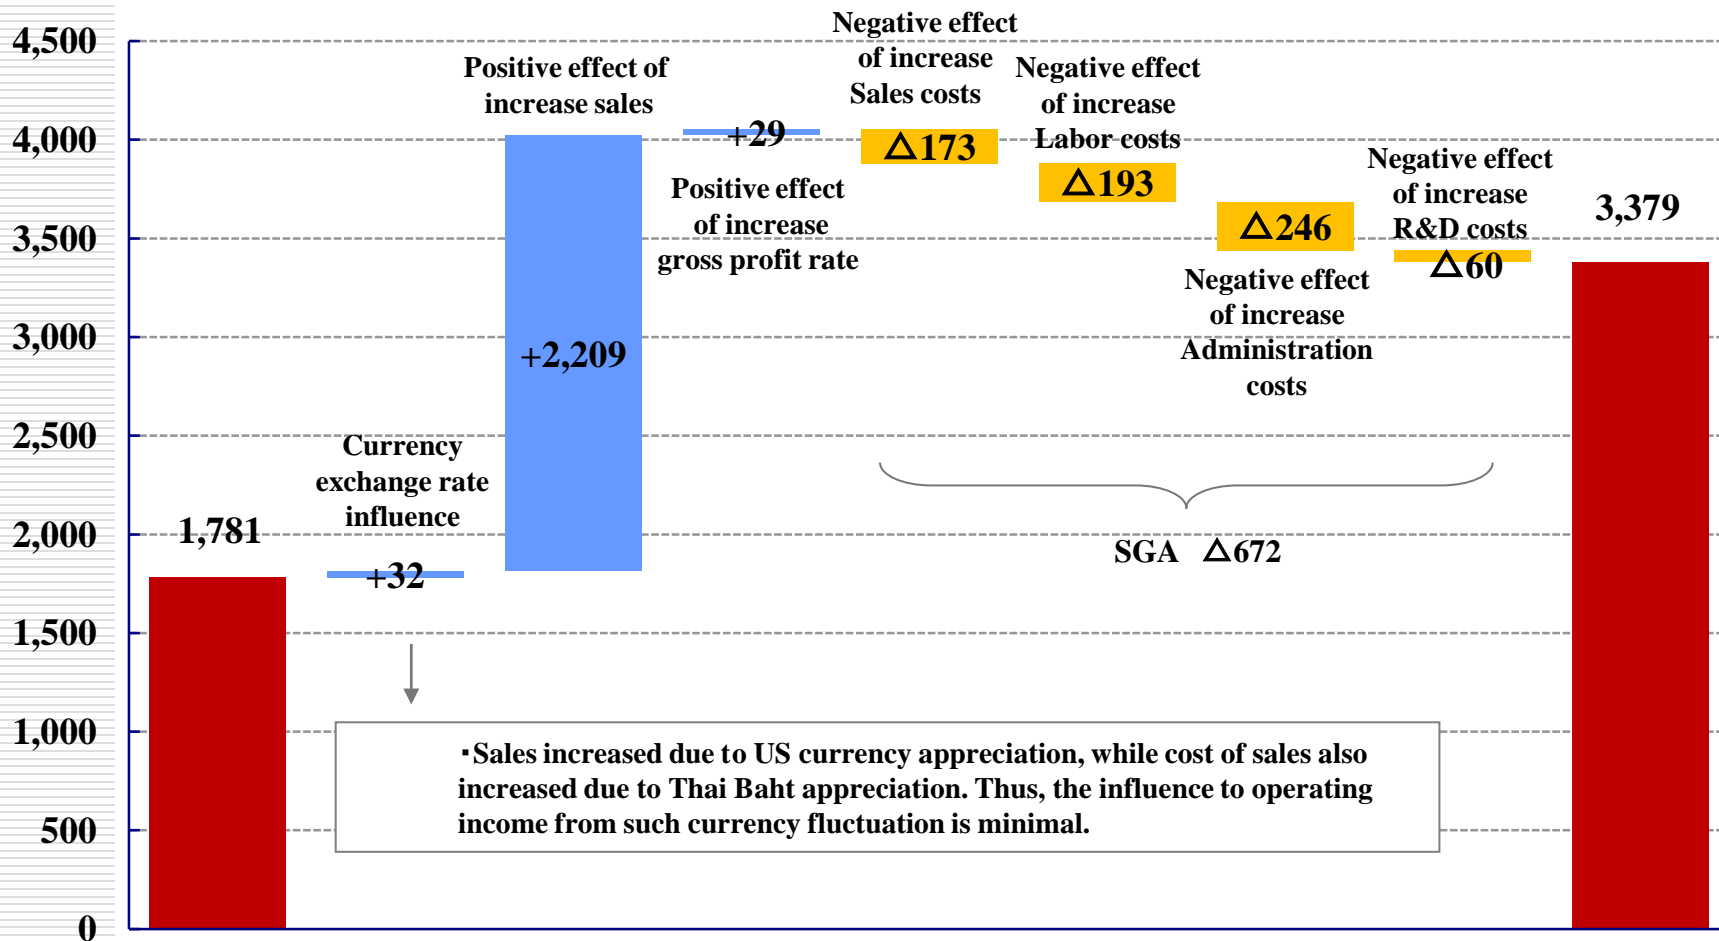 4,500
4,000
3,500
3,000
2,500
2,000
1,500
1,000
500
0
1,781
Currency
exchange rate
influence
+32
Positive effect of
increase sales
+2,209
+29
Positive effect
of increase
gross profit rate
Negative effect
of increase
Sales costs
△173
Negative effect
of increase
Labor costs
△193
△246
Negative effect
of increase
Administration
costs
Negative effect
of increase
R&D costs
△60
3,379
SGA △672
･Sales increased due to US currency appreciation, while cost of sales also
increased due to Thai Baht appreciation. Thus, the influence to operating
income from such currency fluctuation is minimal.